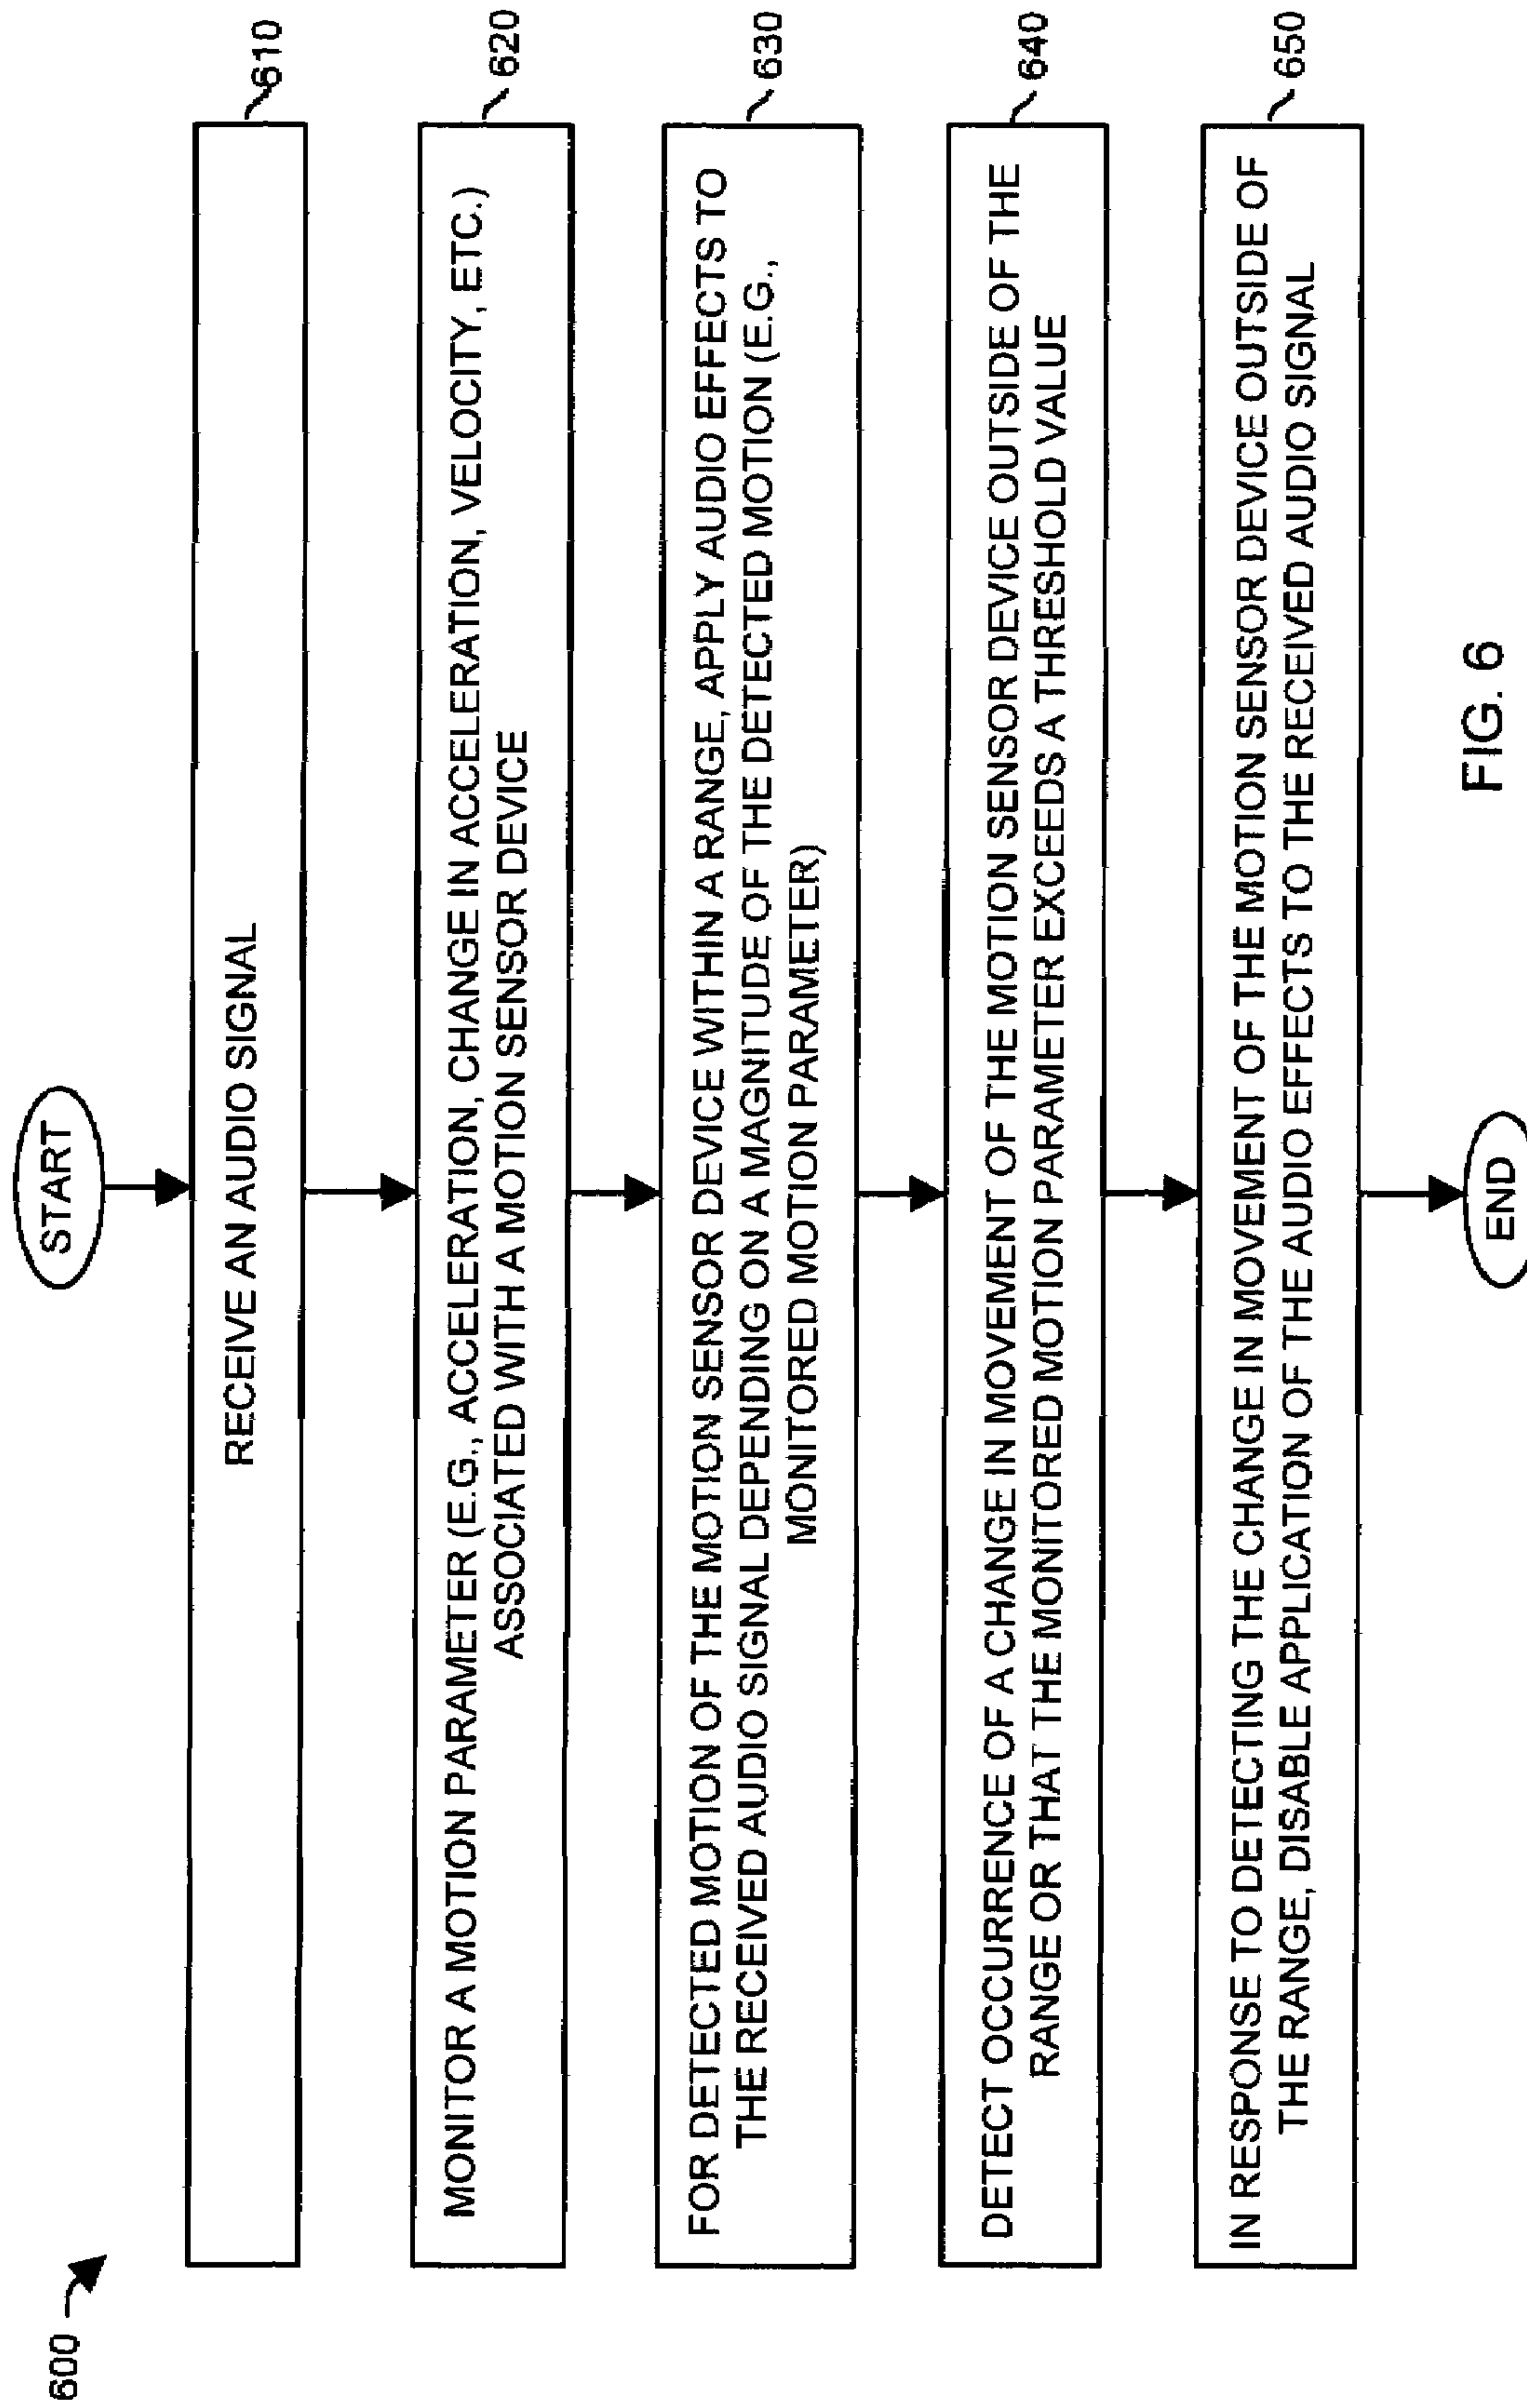 600
START
RECEIVE AN AUDIO SIGNAL
610
MONITOR A MOTION PARAMETER (E.G., ACCELERATION, CHANGE IN ACCELERATION, VELOCITY, ETC.)
ASSOCIATED WITH A MOTION SENSOR DEVICE
620
FOR DETECTED MOTION OF THE MOTION SENSOR DEVICE WITHIN A RANGE, APPLY AUDIO EFFECTS TO
THE RECEIVED AUDIO SIGNAL DEPENDING ON A MAGNITUDE OF THE DETECTED MOTION (E.G.,
MONITORED MOTION PARAMETER)
630
DETECT OCCURRENCE OF A CHANGE IN MOVEMENT OF THE MOTION SENSOR DEVICE OUTSIDE OF THE
RANGE OR THAT THE MONITORED MOTION PARAMETER EXCEEDS A THRESHOLD VALUE
640
IN RESPONSE TO DETECTING THE CHANGE IN MOVEMENT OF THE MOTION SENSOR DEVICE OUTSIDE OF
THE RANGE, DISABLE APPLICATION OF THE AUDIO EFFECTS TO THE RECEIVED AUDIO SIGNAL
650
END
FIG. 6